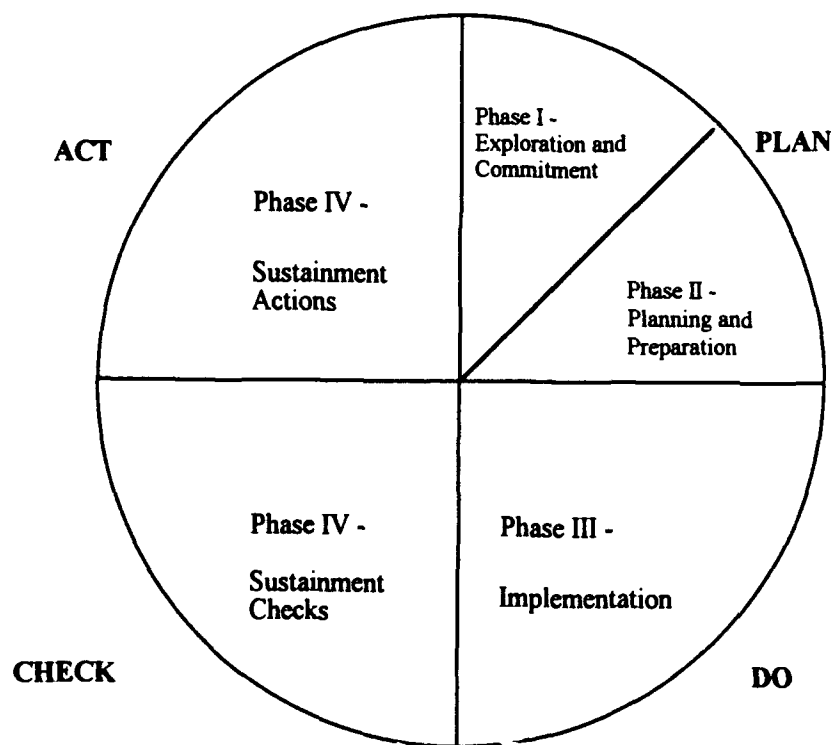 ACT
PLAN
Phase I -
Exploration and
Commitment
Phase IV -
Sustainment
Actions
Phase II -
Planning and
Preparation
Phase IV -
Sustainment
Checks
Phase III -
Implementation
CHECK
DO